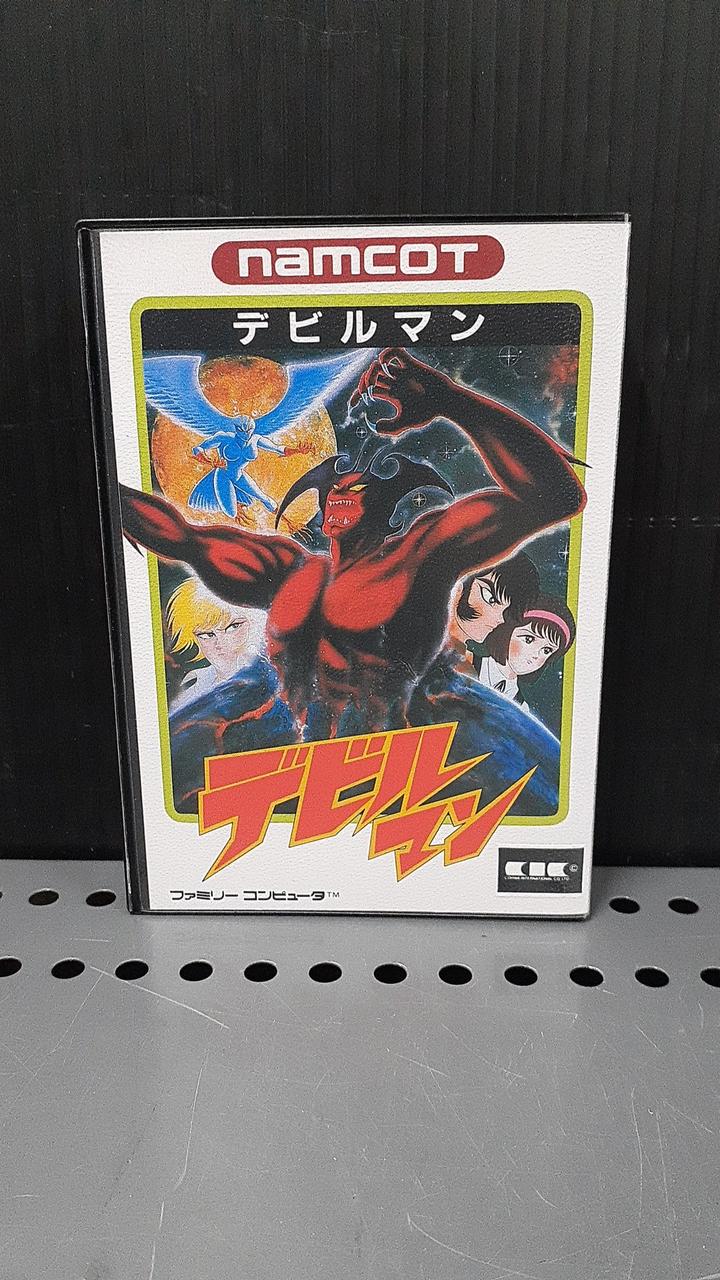 namcoT
デビルマン
デビル
マン
ファミリー コンピュータ™
CIC ©